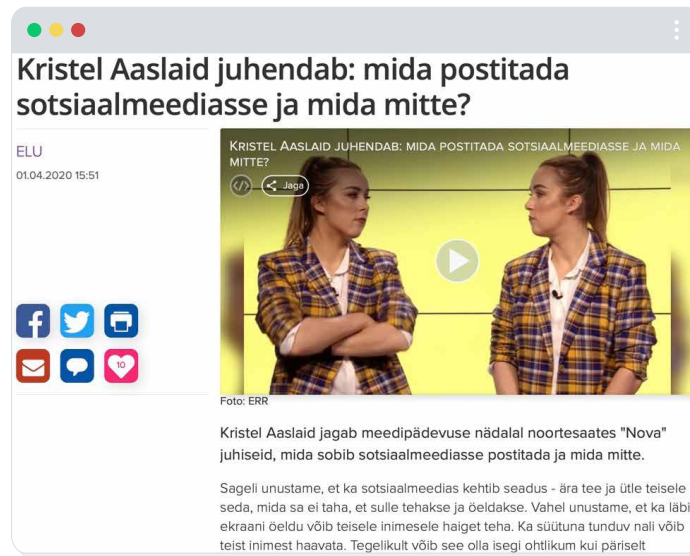 Kristel Aaslaid juhendab: mida postitada
sotsiaalmeediasse ja mida mitte?
ELU
01.04.2020 15:51
KRISTEL AASLAID JUHENDAB: MIDA POSTITADA SOTSIAALMEEDIASSE JA MIDA
MITTE?
</> Jaga
10
Foto: ERR
Kristel Aaslaid jagab meedipädevuse nädalal noortesaates "Nova"
juhiseid, mida sobib sotsiaalmeediasse postitada ja mida mitte.
Sageli unustame, et ka sotsiaalmeedias kehtib seadus - ära tee ja ütle teisele
seda, mida sa ei taha, et sulle tehakse ja öeldakse. Vahel unustame, et ka läbi
ekraani öeldu võib teisele inimesele haiget teha. Ka süütuna tunduv nali võib
teist inimest haavata. Tegelikult võib see olla isegi ohtlikum kui päriselt